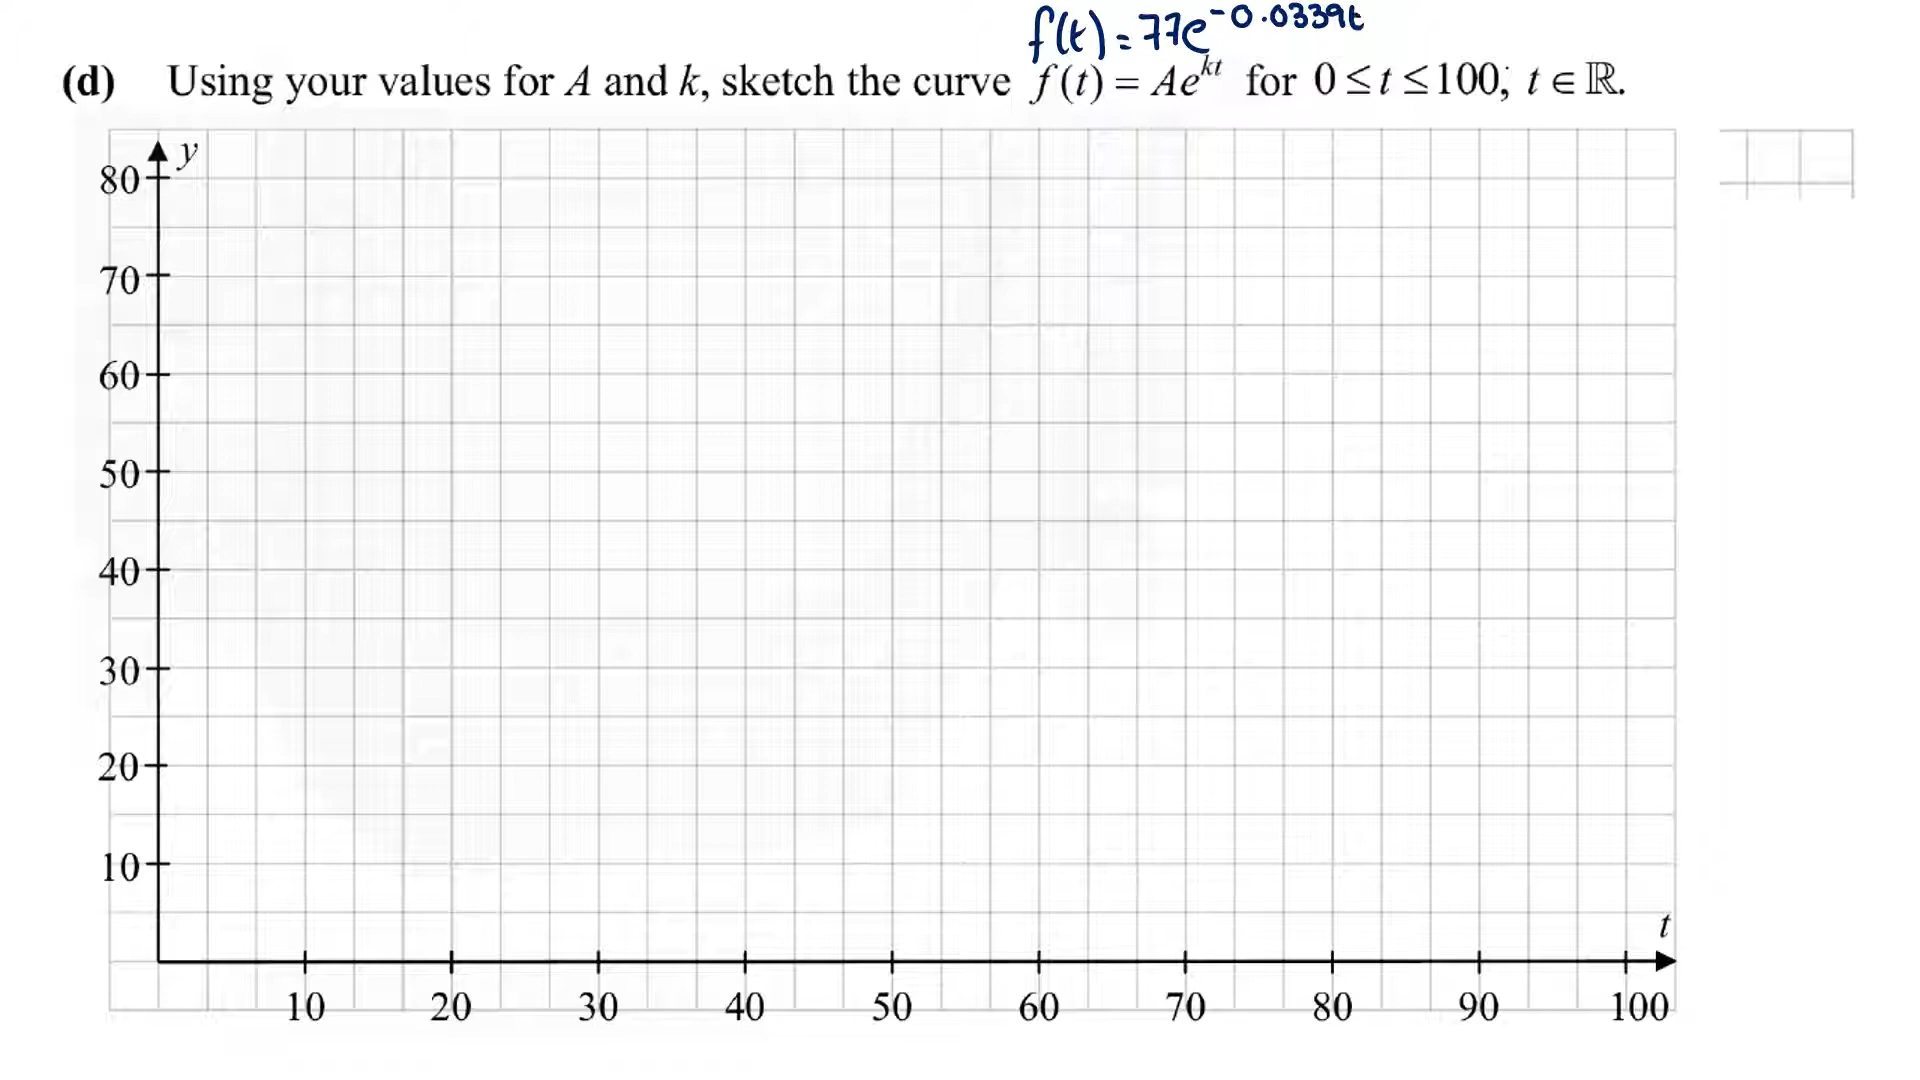 f(t) = 77e^{-0.0339t}
(d) Using your values for A and k, sketch the curve f(t) = Ae^{kt} for 0 ≤ t ≤ 100, t ∈ ℝ.
y
80
70
60
50
40
30
20
10
t
10 20 30 40 50 60 70 80 90 100